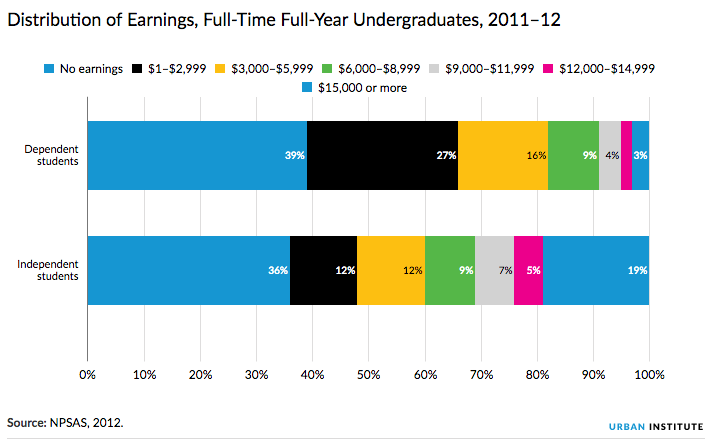 Distribution of Earnings, Full-Time Full-Year Undergraduates, 2011–12
No earnings $1–$2,999 $3,000–$5,999 $6,000–$8,999 $9,000–$11,999 $12,000–$14,999
$15,000 or more
Dependent
students
39% 27% 16% 9% 4% 3%
Independent
students
36% 12% 12% 9% 7% 5% 19%
0% 10% 20% 30% 40% 50% 60% 70% 80% 90% 100%
Source: NPSAS, 2012.
URBAN INSTITUTE